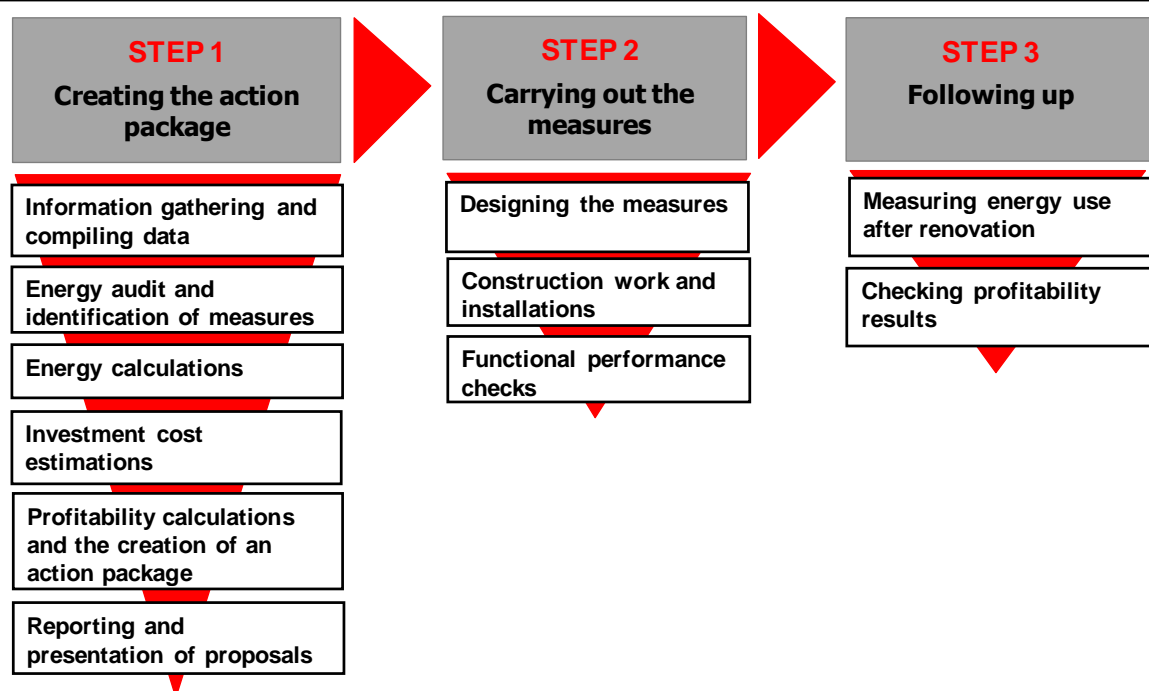 STEP 1
Creating the action
package
Information gathering and
compiling data
Energy audit and
identification of measures
Energy calculations
Investment cost
estimations
Profitability calculations
and the creation of an
action package
Reporting and
presentation of proposals
STEP 2
Carrying out the
measures
Designing the measures
Construction work and
installations
Functional performance
checks
STEP 3
Following up
Measuring energy use
after renovation
Checking profitability
results